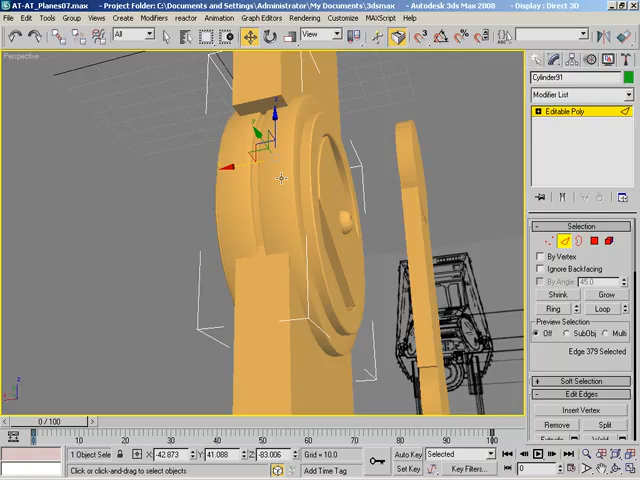 AT-AT_Planes07.max - Project Folder: C:\Documents and Settings\Administrator\My Documents\3dsmax - Autodesk 3ds Max 2008 - Display : Direct 3D
File Edit Tools Group Views Create Modifiers reactor Animation Graph Editors Rendering Customize MAXScript Help
All View
Perspective
Cylinder91
Modifier List
Editable Poly
Selection
By Vertex
Ignore Backfacing
By Angle: 45.0
Shrink Grow
Ring Loop
Preview Selection
Off SubObj Multi
Edge 379 Selected
Soft Selection
Edit Edges
Insert Vertex
Remove Split
0 / 100
0 10 20 30 40 50 60 70 80 90 100
1 Object Sele X: -42.873 Y: 41.088 Z: -83.006 Grid = 10.0 Auto Key Selected
Click or click-and-drag to select objects Add Time Tag Set Key Key Filters... 0